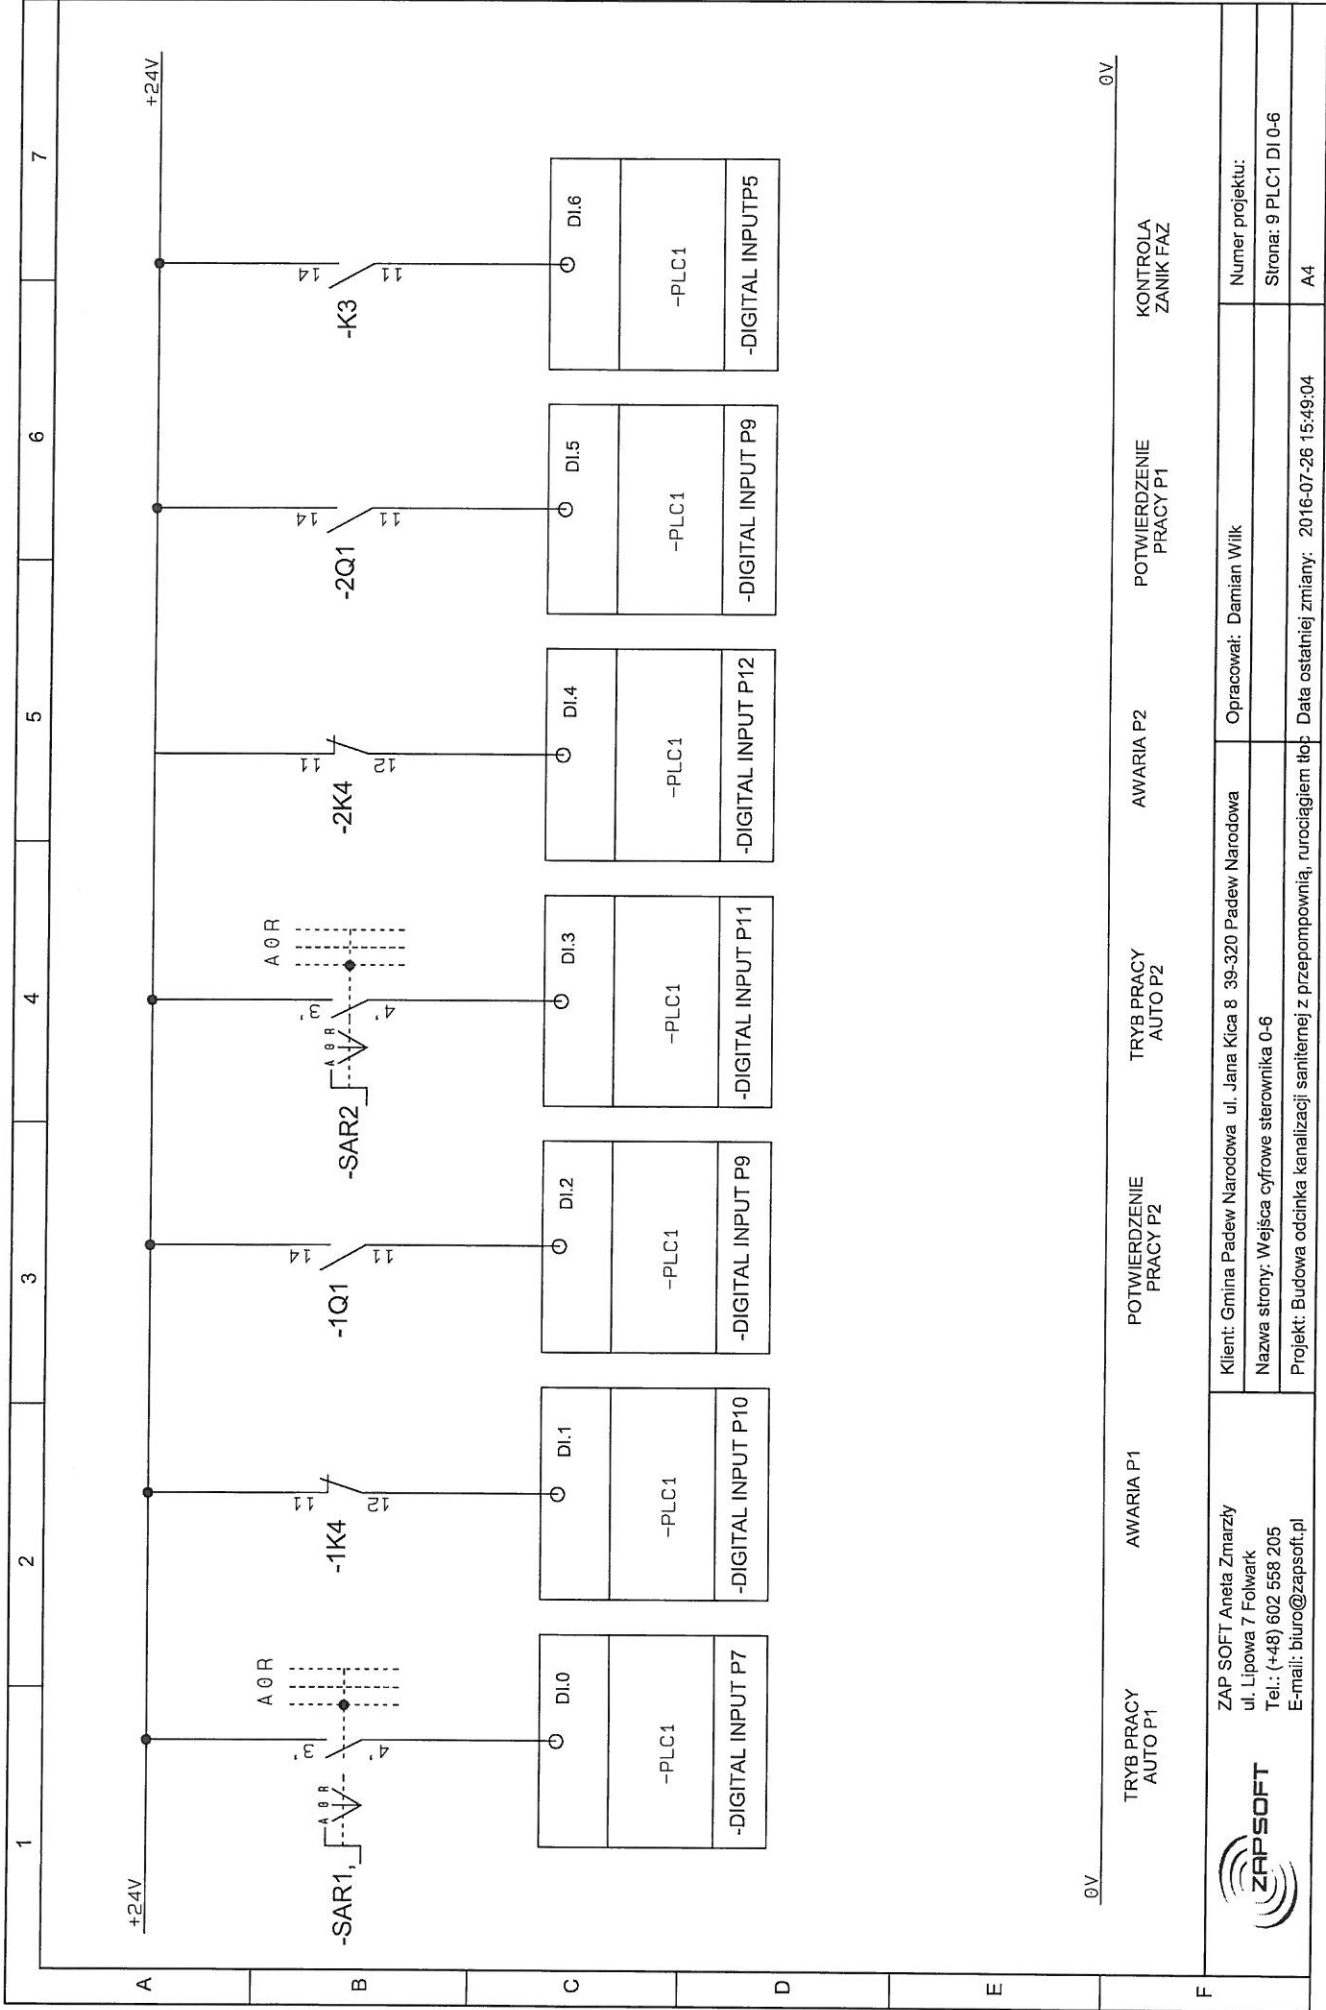 1 2 3 4 5 6 7
A
B
C
D
E
F
+24V
+24V
-SAR1,
A 0 R
A 0 R
3'
4'
-1K4
11
12
-1Q1
14
11
-SAR2
A 0 R
A 0 R
3'
4'
-2K4
11
12
-2Q1
14
11
-K3
14
11
DI.0
-PLC1
-DIGITAL INPUT P7
DI.1
-PLC1
-DIGITAL INPUT P10
DI.2
-PLC1
-DIGITAL INPUT P9
DI.3
-PLC1
-DIGITAL INPUT P11
DI.4
-PLC1
-DIGITAL INPUT P12
DI.5
-PLC1
-DIGITAL INPUT P9
DI.6
-PLC1
-DIGITAL INPUTP5
0V
0V
TRYB PRACY
AUTO P1
AWARIA P1
POTWIERDZENIE
PRACY P2
TRYB PRACY
AUTO P2
AWARIA P2
POTWIERDZENIE
PRACY P1
KONTROLA
ZANIK FAZ
ZAPSOFT
ZAP SOFT Aneta Zmarzły
ul. Lipowa 7 Folwark
Tel.: (+48) 602 558 205
E-mail: biuro@zapsoft.pl
Klient: Gmina Padew Narodowa ul. Jana Kica 8 39-320 Padew Narodowa
Nazwa strony: Wejśca cyfrowe sterownika 0-6
Projekt: Budowa odcinka kanalizacji saniternej z przepompownią, rurociągiem tłoc
Opracował: Damian Wilk
Data ostatniej zmiany: 2016-07-26 15:49:04
Numer projektu:
Strona: 9 PLC1 DI 0-6
A4